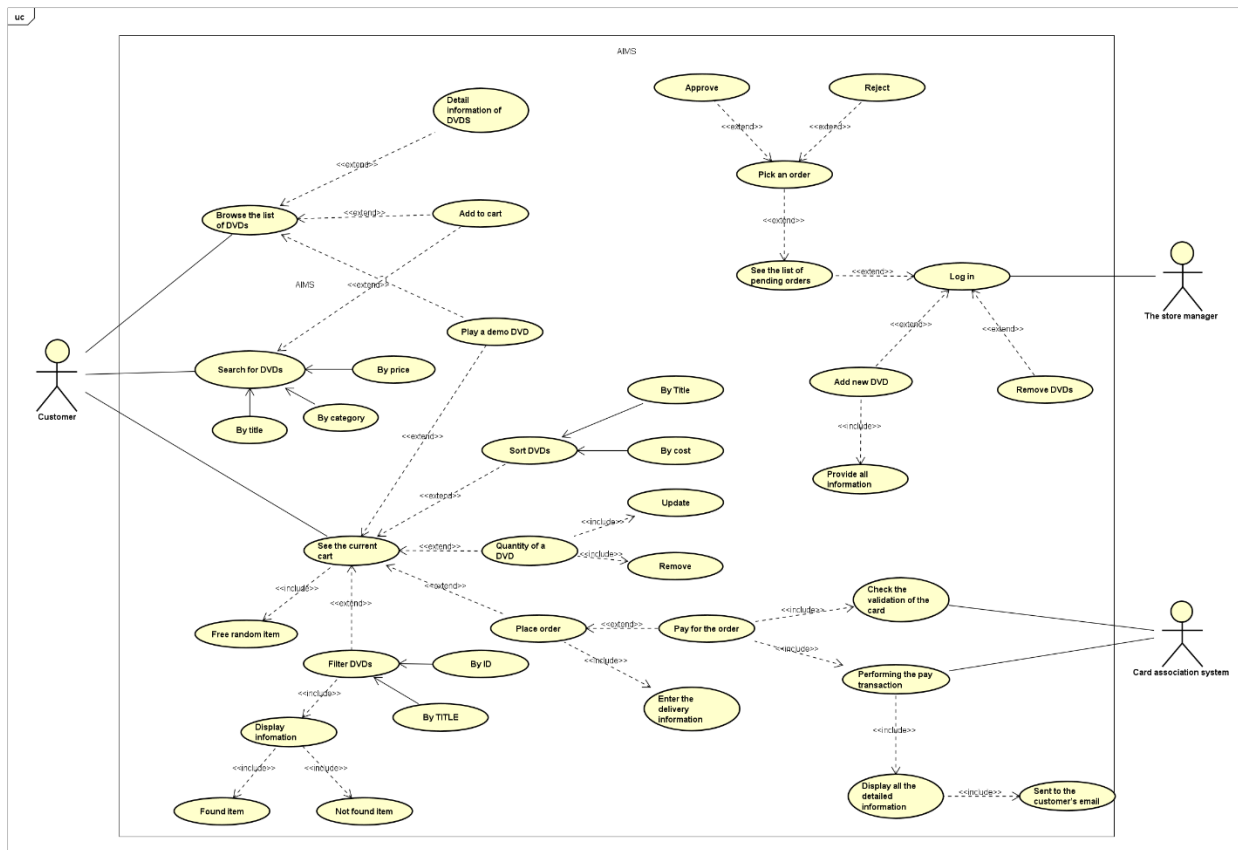 uc
AIMS
Detail
information of
DVDS
Approve
Reject
<<extend>>
<<extend>>
<<extend>>
Pick an order
Browse the list
of DVDs
<<extend>>
Add to cart
<<extend>>
See the list of
pending orders
<<extend>>
Log in
The store manager
AIMS
<<extend>>
Play a demo DVD
<<extend>>
<<extend>>
Customer
Search for DVDs
By price
Add new DVD
Remove DVDs
By title
By category
By Title
<<extend>>
<<include>>
Sort DVDs
By cost
Provide all
information
<<extend>>
Update
<<include>>
See the current
cart
<<extend>>
Quantity of a
DVD
<<include>>
Remove
<<include>>
<<extend>>
<<extend>>
Check the
validation of the
card
<<include>>
Free random item
Place order
<<extend>>
Pay for the order
<<include>>
Filter DVDs
By ID
<<include>>
Performing the pay
transaction
Card association system
<<include>>
By TITLE
Enter the
delivery
information
Display
infomation
<<include>>
<<include>>
<<include>>
Found item
Not found item
Display all the
detailed
information
<<include>>
Sent to the
customer's email